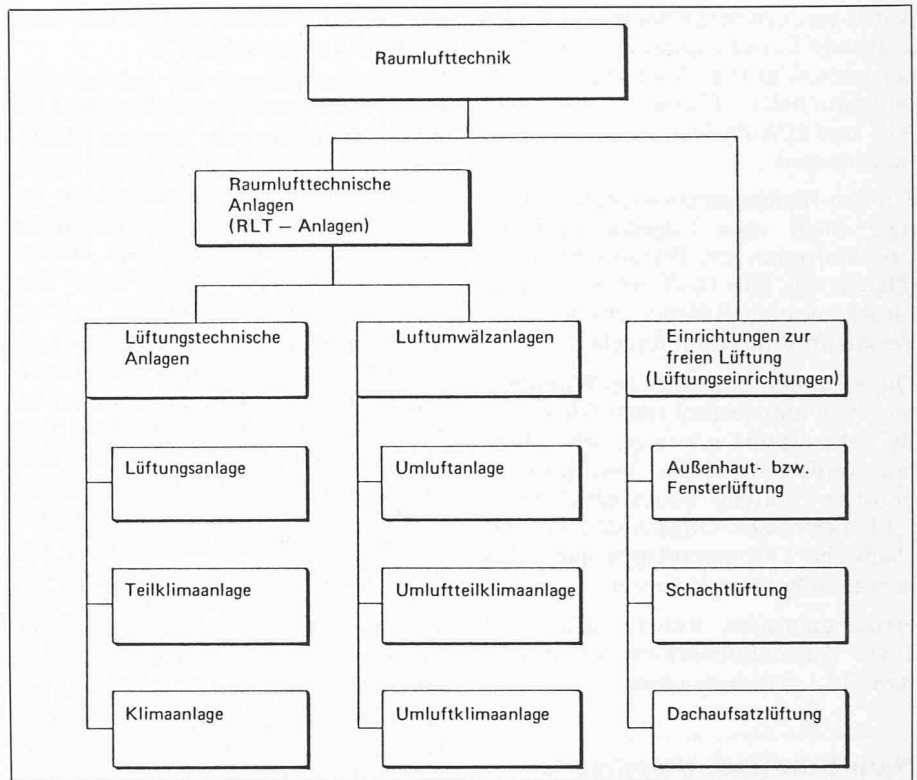 Raumlufttechnik
Raumlufttechnische
Anlagen
(RLT – Anlagen)
Lüftungstechnische
Anlagen
Luftumwälzanlagen
Einrichtungen zur
freien Lüftung
(Lüftungseinrichtungen)
Lüftungsanlage
Umluftanlage
Außenhaut- bzw.
Fensterlüftung
Teilklimaanlage
Umluftteilklimaanlage
Schachtlüftung
Klimaanlage
Umluftklimaanlage
Dachaufsatzlüftung